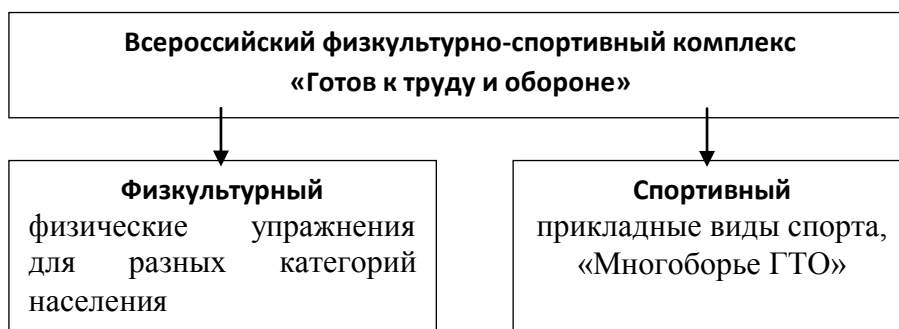 Всероссийский физкультурно-спортивный комплекс
«Готов к труду и обороне»
Физкультурный
физические упражнения
для разных категорий
населения
Спортивный
прикладные виды спорта,
«Многоборье ГТО»